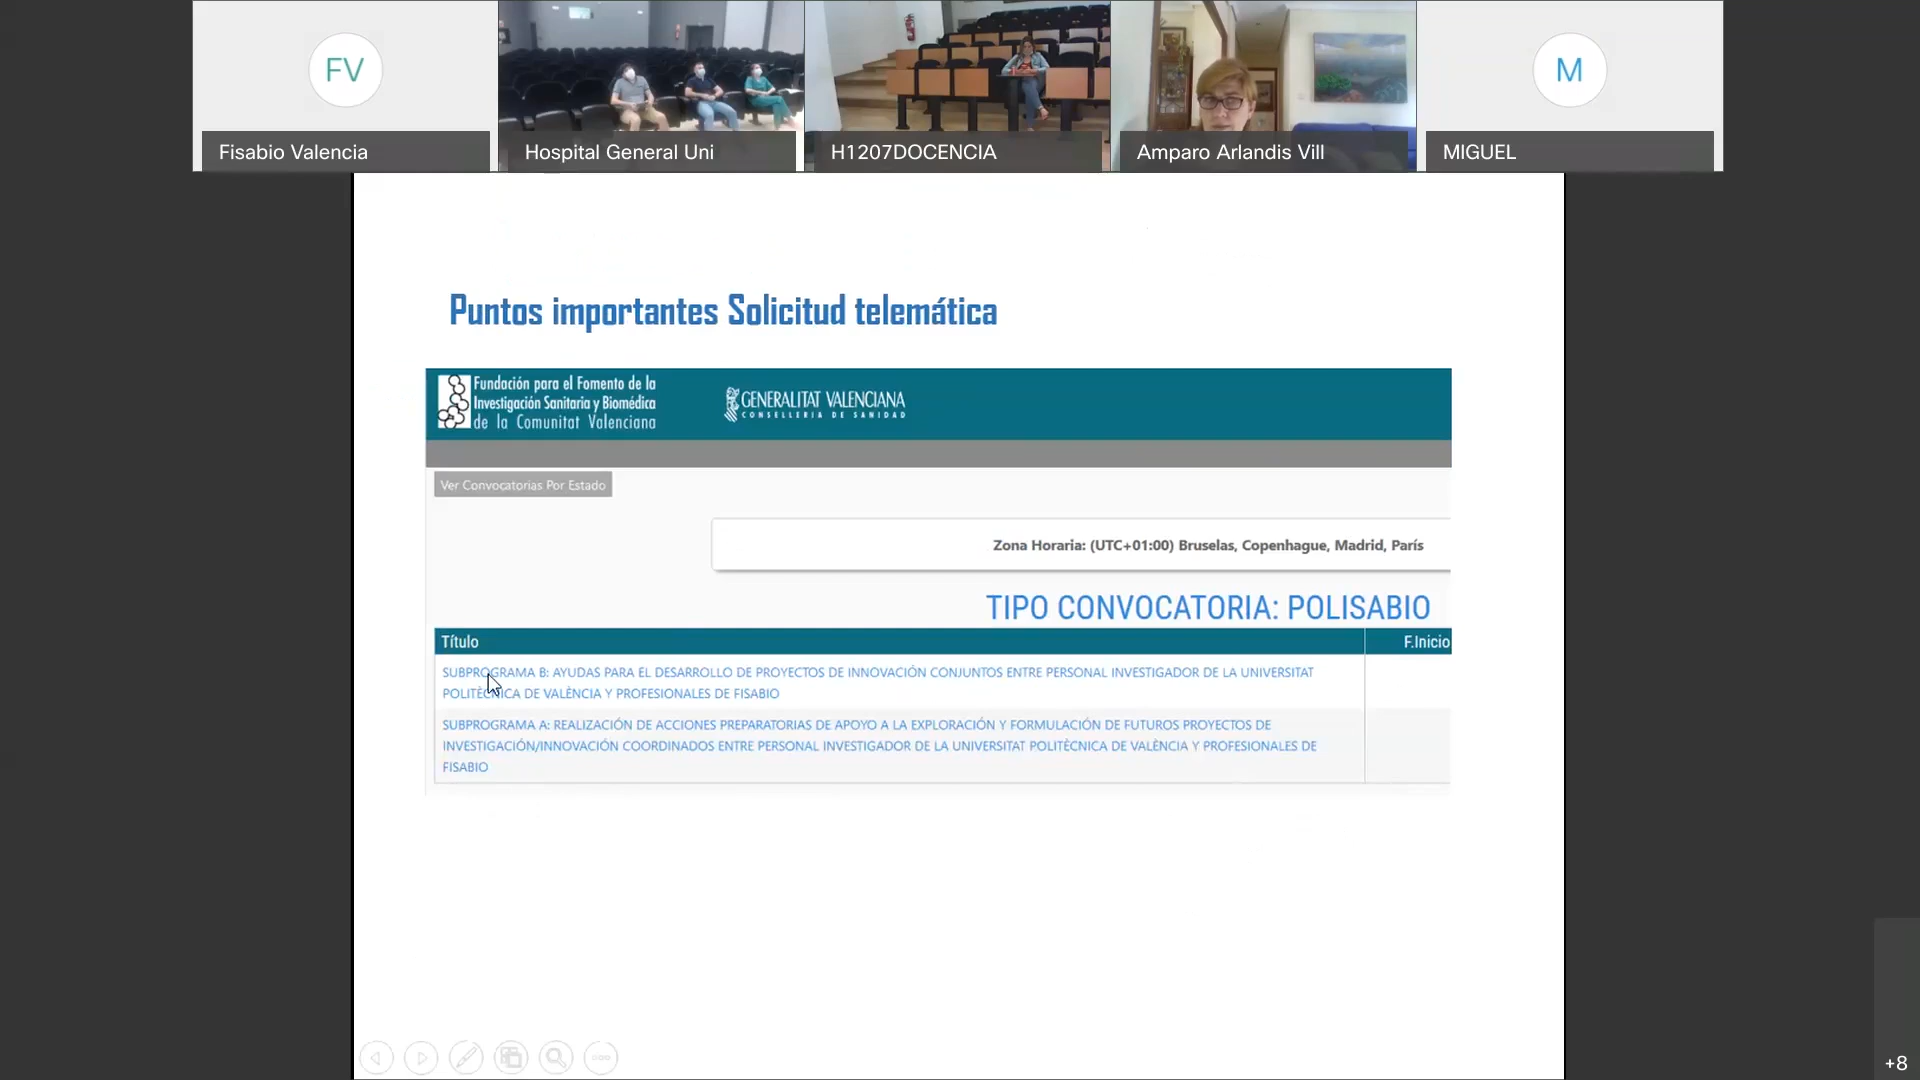 FV
M
Fisabio Valencia
Hospital General Uni
H1207DOCENCIA
Amparo Arlandis Vill
MIGUEL
Puntos importantes Solicitud telemática
Fundación para el Fomento de la
Investigación Sanitaria y Biomédica
de la Comunitat Valenciana
GENERALITAT VALENCIANA
CONSELLERIA DE SANIDAD
Ver Convocatorias Por Estado
Zona Horaria: (UTC+01:00) Bruselas, Copenhague, Madrid, París
TIPO CONVOCATORIA: POLISABIO
Título
F.Inicio
SUBPROGRAMA B: AYUDAS PARA EL DESARROLLO DE PROYECTOS DE INNOVACIÓN CONJUNTOS ENTRE PERSONAL INVESTIGADOR DE LA UNIVERSITAT
POLITÈCNICA DE VALÈNCIA Y PROFESIONALES DE FISABIO
SUBPROGRAMA A: REALIZACIÓN DE ACCIONES PREPARATORIAS DE APOYO A LA EXPLORACIÓN Y FORMULACIÓN DE FUTUROS PROYECTOS DE
INVESTIGACIÓN/INNOVACIÓN COORDINADOS ENTRE PERSONAL INVESTIGADOR DE LA UNIVERSITAT POLITÈCNICA DE VALÈNCIA Y PROFESIONALES DE
FISABIO
+8